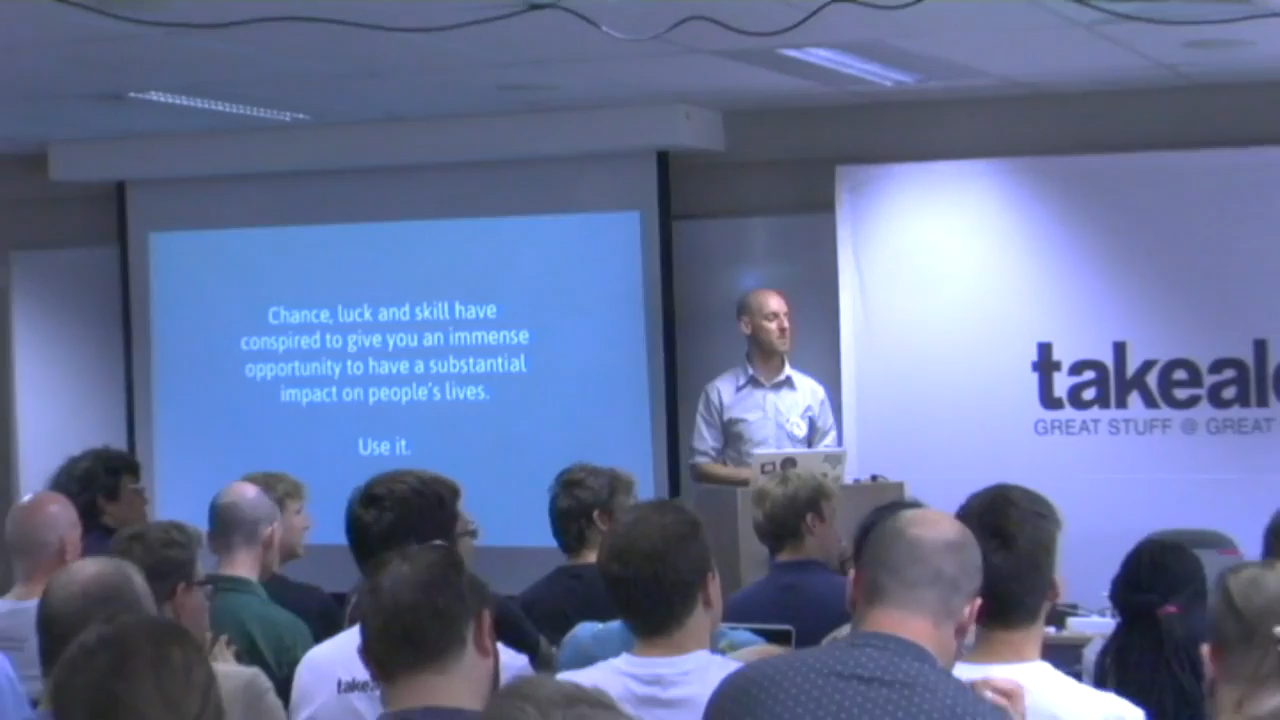 Chance, luck and skill have
conspired to give you an immense
opportunity to have a substantial
impact on people's lives.
Use it.
takeal
GREAT STUFF @ GREAT
take